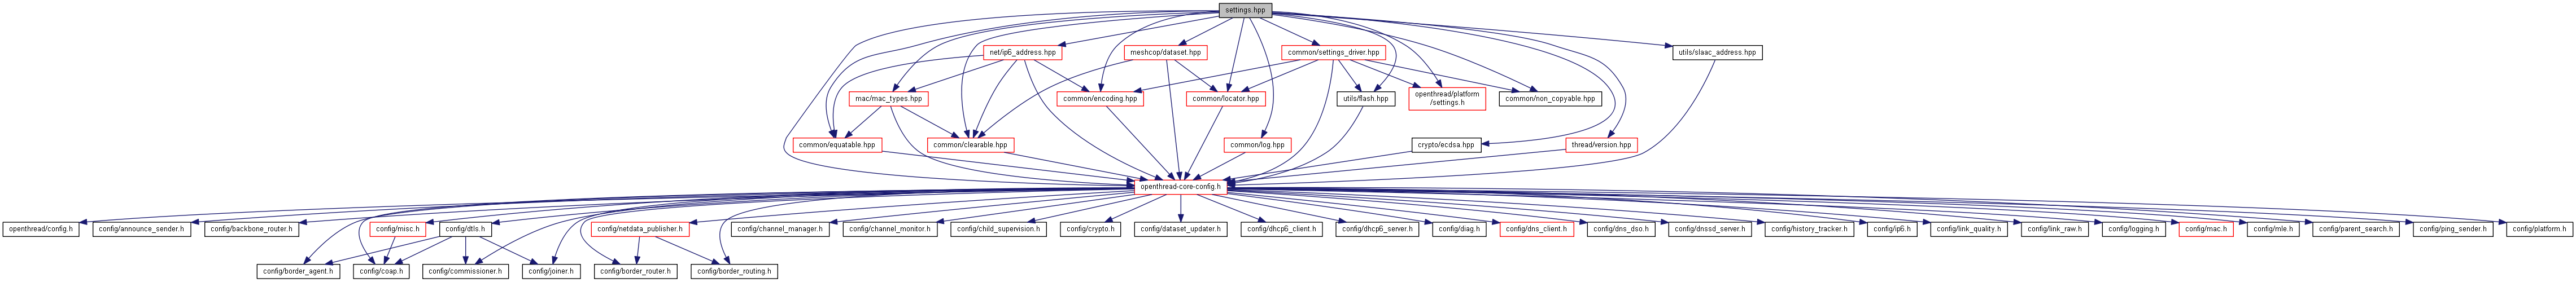 settings.hpp
net/ip6_address.hpp
meshcop/dataset.hpp
common/settings_driver.hpp
utils/slaac_address.hpp
mac/mac_types.hpp
common/encoding.hpp
common/locator.hpp
utils/flash.hpp
openthread/platform
/settings.h
common/non_copyable.hpp
common/equatable.hpp
common/clearable.hpp
common/log.hpp
crypto/ecdsa.hpp
thread/version.hpp
openthread-core-config.h
openthread/config.h
config/announce_sender.h
config/backbone_router.h
config/misc.h
config/dtls.h
config/netdata_publisher.h
config/channel_manager.h
config/channel_monitor.h
config/child_supervision.h
config/crypto.h
config/dataset_updater.h
config/dhcp6_client.h
config/dhcp6_server.h
config/diag.h
config/dns_client.h
config/dns_dso.h
config/dnssd_server.h
config/history_tracker.h
config/ip6.h
config/link_quality.h
config/link_raw.h
config/logging.h
config/mac.h
config/mle.h
config/parent_search.h
config/ping_sender.h
config/platform.h
config/border_agent.h
config/coap.h
config/commissioner.h
config/joiner.h
config/border_router.h
config/border_routing.h